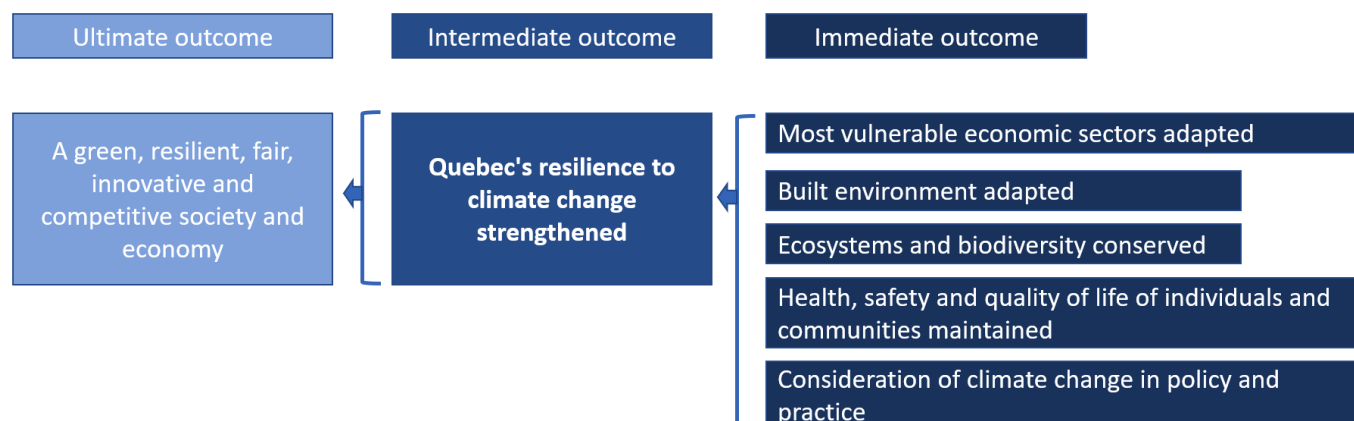 Ultimate outcome
Intermediate outcome
Immediate outcome
A green, resilient, fair,
innovative and
competitive society and
economy
Quebec's resilience to
climate change
strengthened
Most vulnerable economic sectors adapted
Built environment adapted
Ecosystems and biodiversity conserved
Health, safety and quality of life of individuals and
communities maintained
Consideration of climate change in policy and
practice